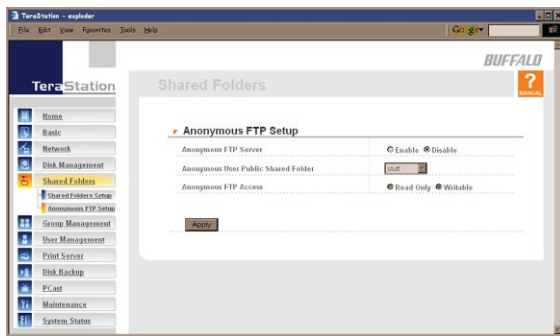 TeraStation - exploder
File Edit View Favorites Tools Help
Google
BUFFALO
TeraStation
Shared Folders
?
MANUAL
Home
Basic
Network
Disk Management
Shared Folders
Shared Folders Setup
Anonymous FTP Setup
Group Management
User Management
Print Server
Disk Backup
PCast
Maintenance
System Status
Anonymous FTP Setup
Anonymous FTP Server Enable Disable
Anonymous User Public Shared Folder stuff
Anonymous FTP Access Read Only Writable
Apply